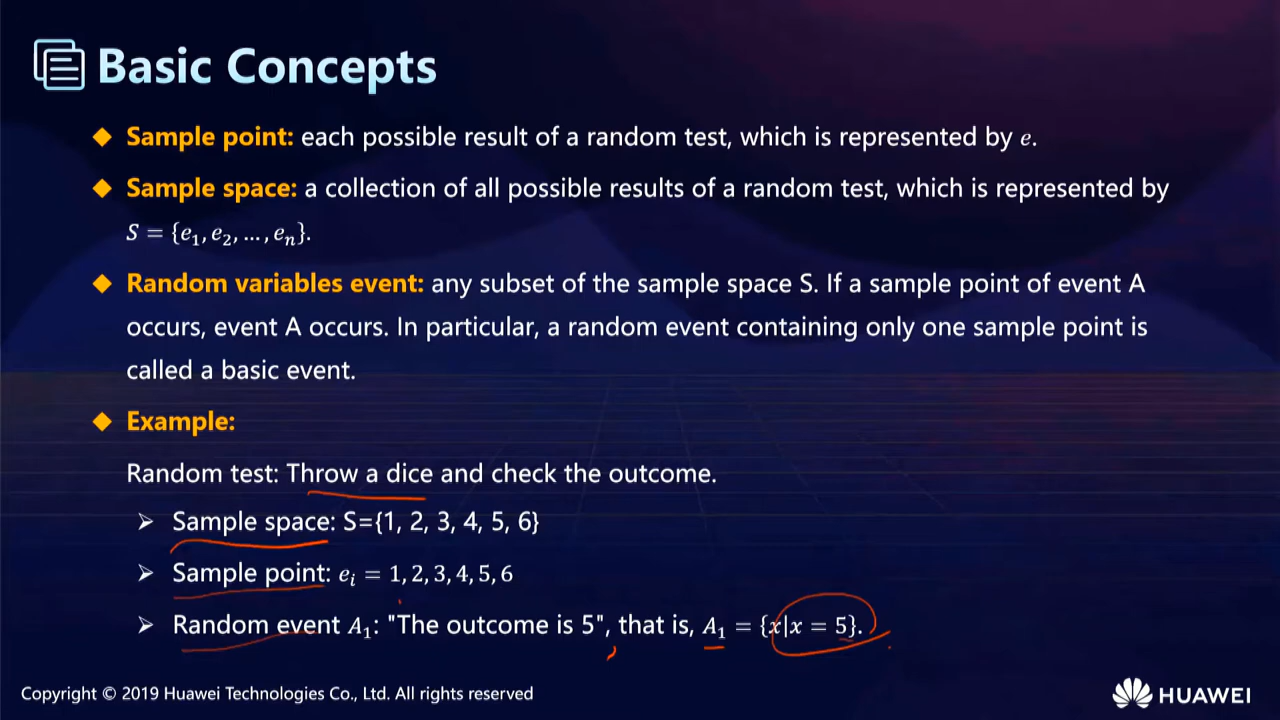 Basic Concepts
Sample point: each possible result of a random test, which is represented by e.
Sample space: a collection of all possible results of a random test, which is represented by
S = {e₁, e₂, … , eₙ}.
Random variables event: any subset of the sample space S. If a sample point of event A
occurs, event A occurs. In particular, a random event containing only one sample point is
called a basic event.
Example:
Random test: Throw a dice and check the outcome.
Sample space: S={1, 2, 3, 4, 5, 6}
Sample point: eᵢ = 1, 2, 3, 4, 5, 6
Random event A₁: "The outcome is 5", that is, A₁ = {x|x = 5}.
Copyright © 2019 Huawei Technologies Co., Ltd. All rights reserved
HUAWEI